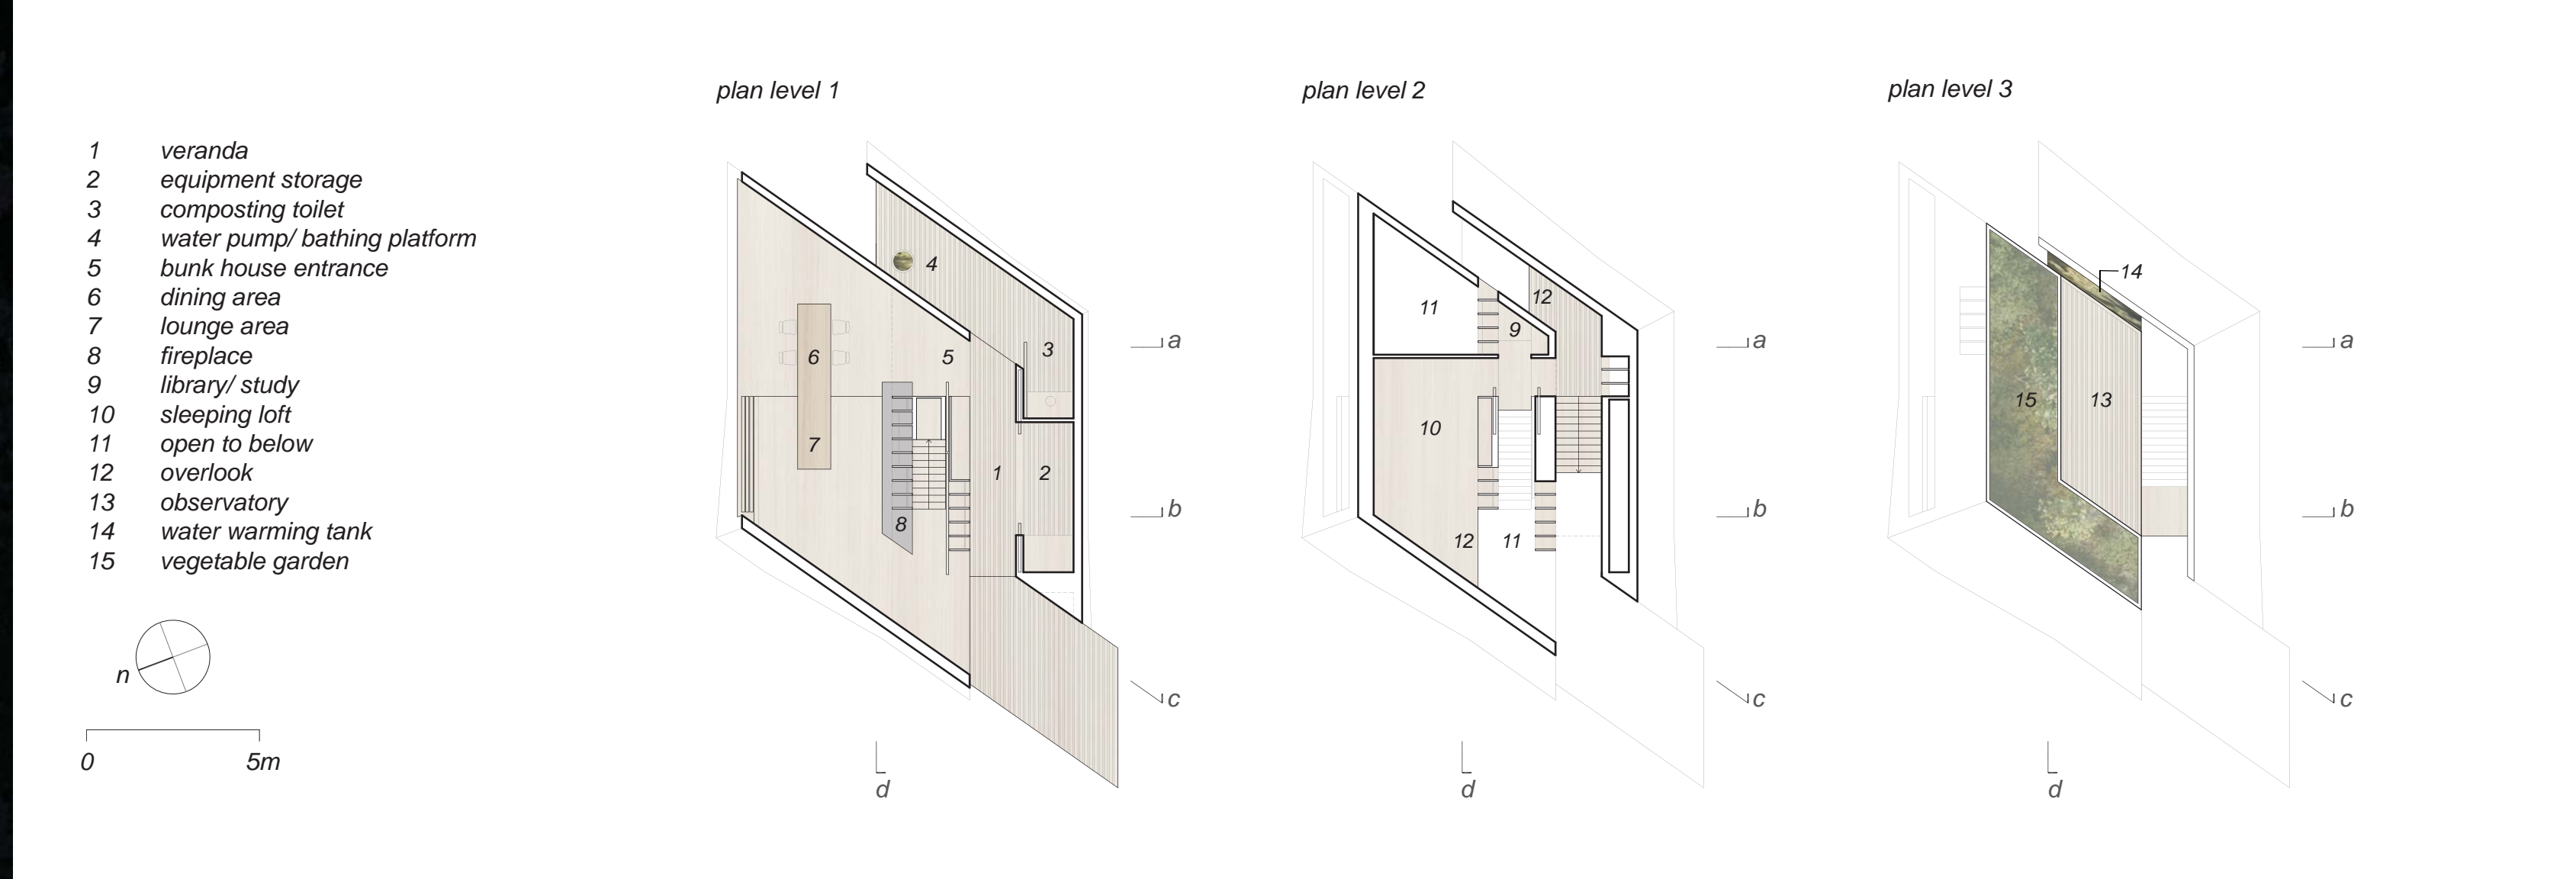 1 veranda
2 equipment storage
3 composting toilet
4 water pump/ bathing platform
5 bunk house entrance
6 dining area
7 lounge area
8 fireplace
9 library/ study
10 sleeping loft
11 open to below
12 overlook
13 observatory
14 water warming tank
15 vegetable garden
n
0 5m
plan level 1
4
3
6
5
7
1
2
8
a
b
c
d
plan level 2
12
11
9
10
12
11
a
b
c
d
plan level 3
14
15
13
a
b
c
d